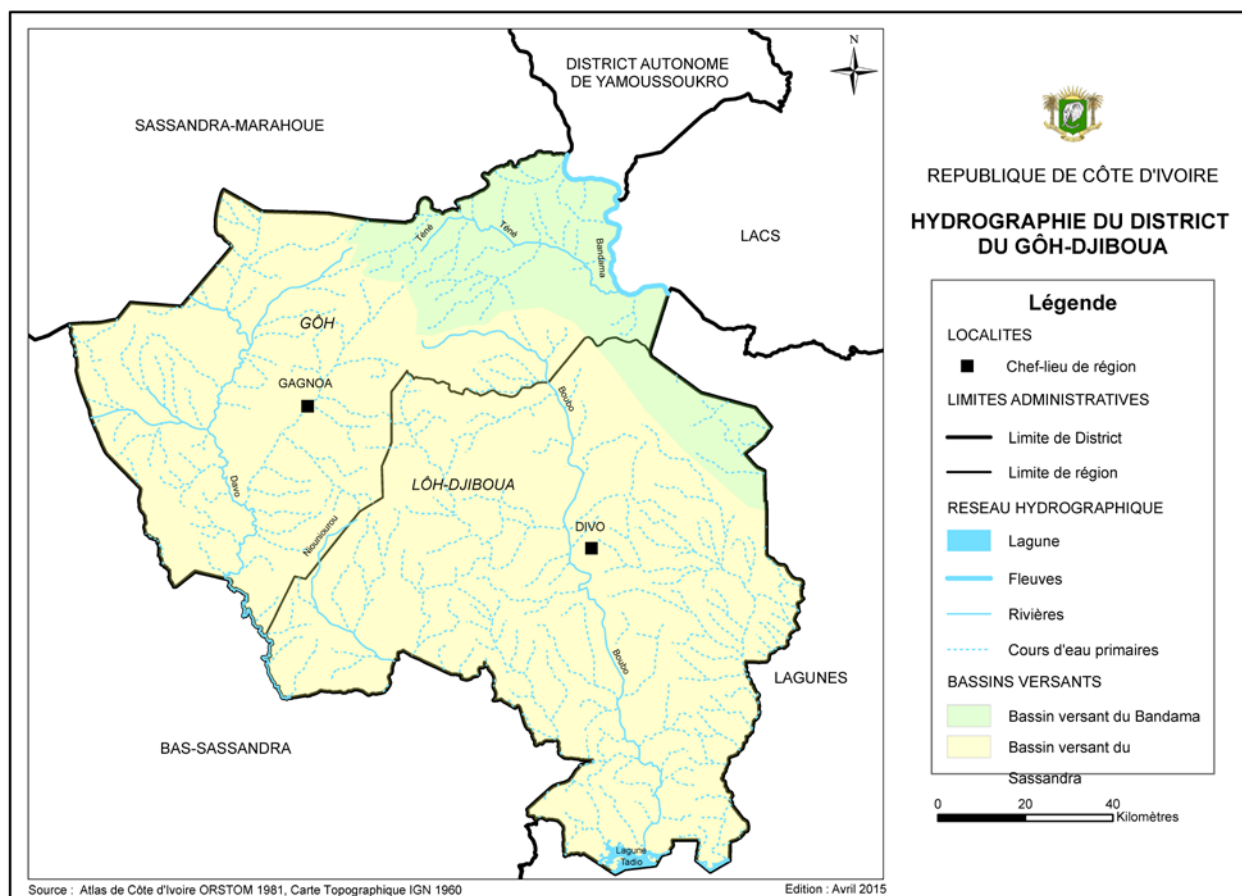 N
DISTRICT AUTONOME
DE YAMOUSSOUKRO
SASSANDRA-MARAHOUE
LACS
Téné
Téné
Bandama
GÔH
GAGNOA
Boubo
LÔH-DJIBOUA
Davo
Niouniourou
DIVO
Boubo
LAGUNES
BAS-SASSANDRA
Lagune
Tadio
Source : Atlas de Côte d'Ivoire ORSTOM 1981, Carte Topographique IGN 1960
Edition : Avril 2015
REPUBLIQUE DE CÔTE D'IVOIRE
HYDROGRAPHIE DU DISTRICT
DU GÔH-DJIBOUA
Légende
LOCALITES
Chef-lieu de région
LIMITES ADMINISTRATIVES
Limite de District
Limite de région
RESEAU HYDROGRAPHIQUE
Lagune
Fleuves
Rivières
Cours d'eau primaires
BASSINS VERSANTS
Bassin versant du Bandama
Bassin versant du
Sassandra
0 20 40
Kilomètres